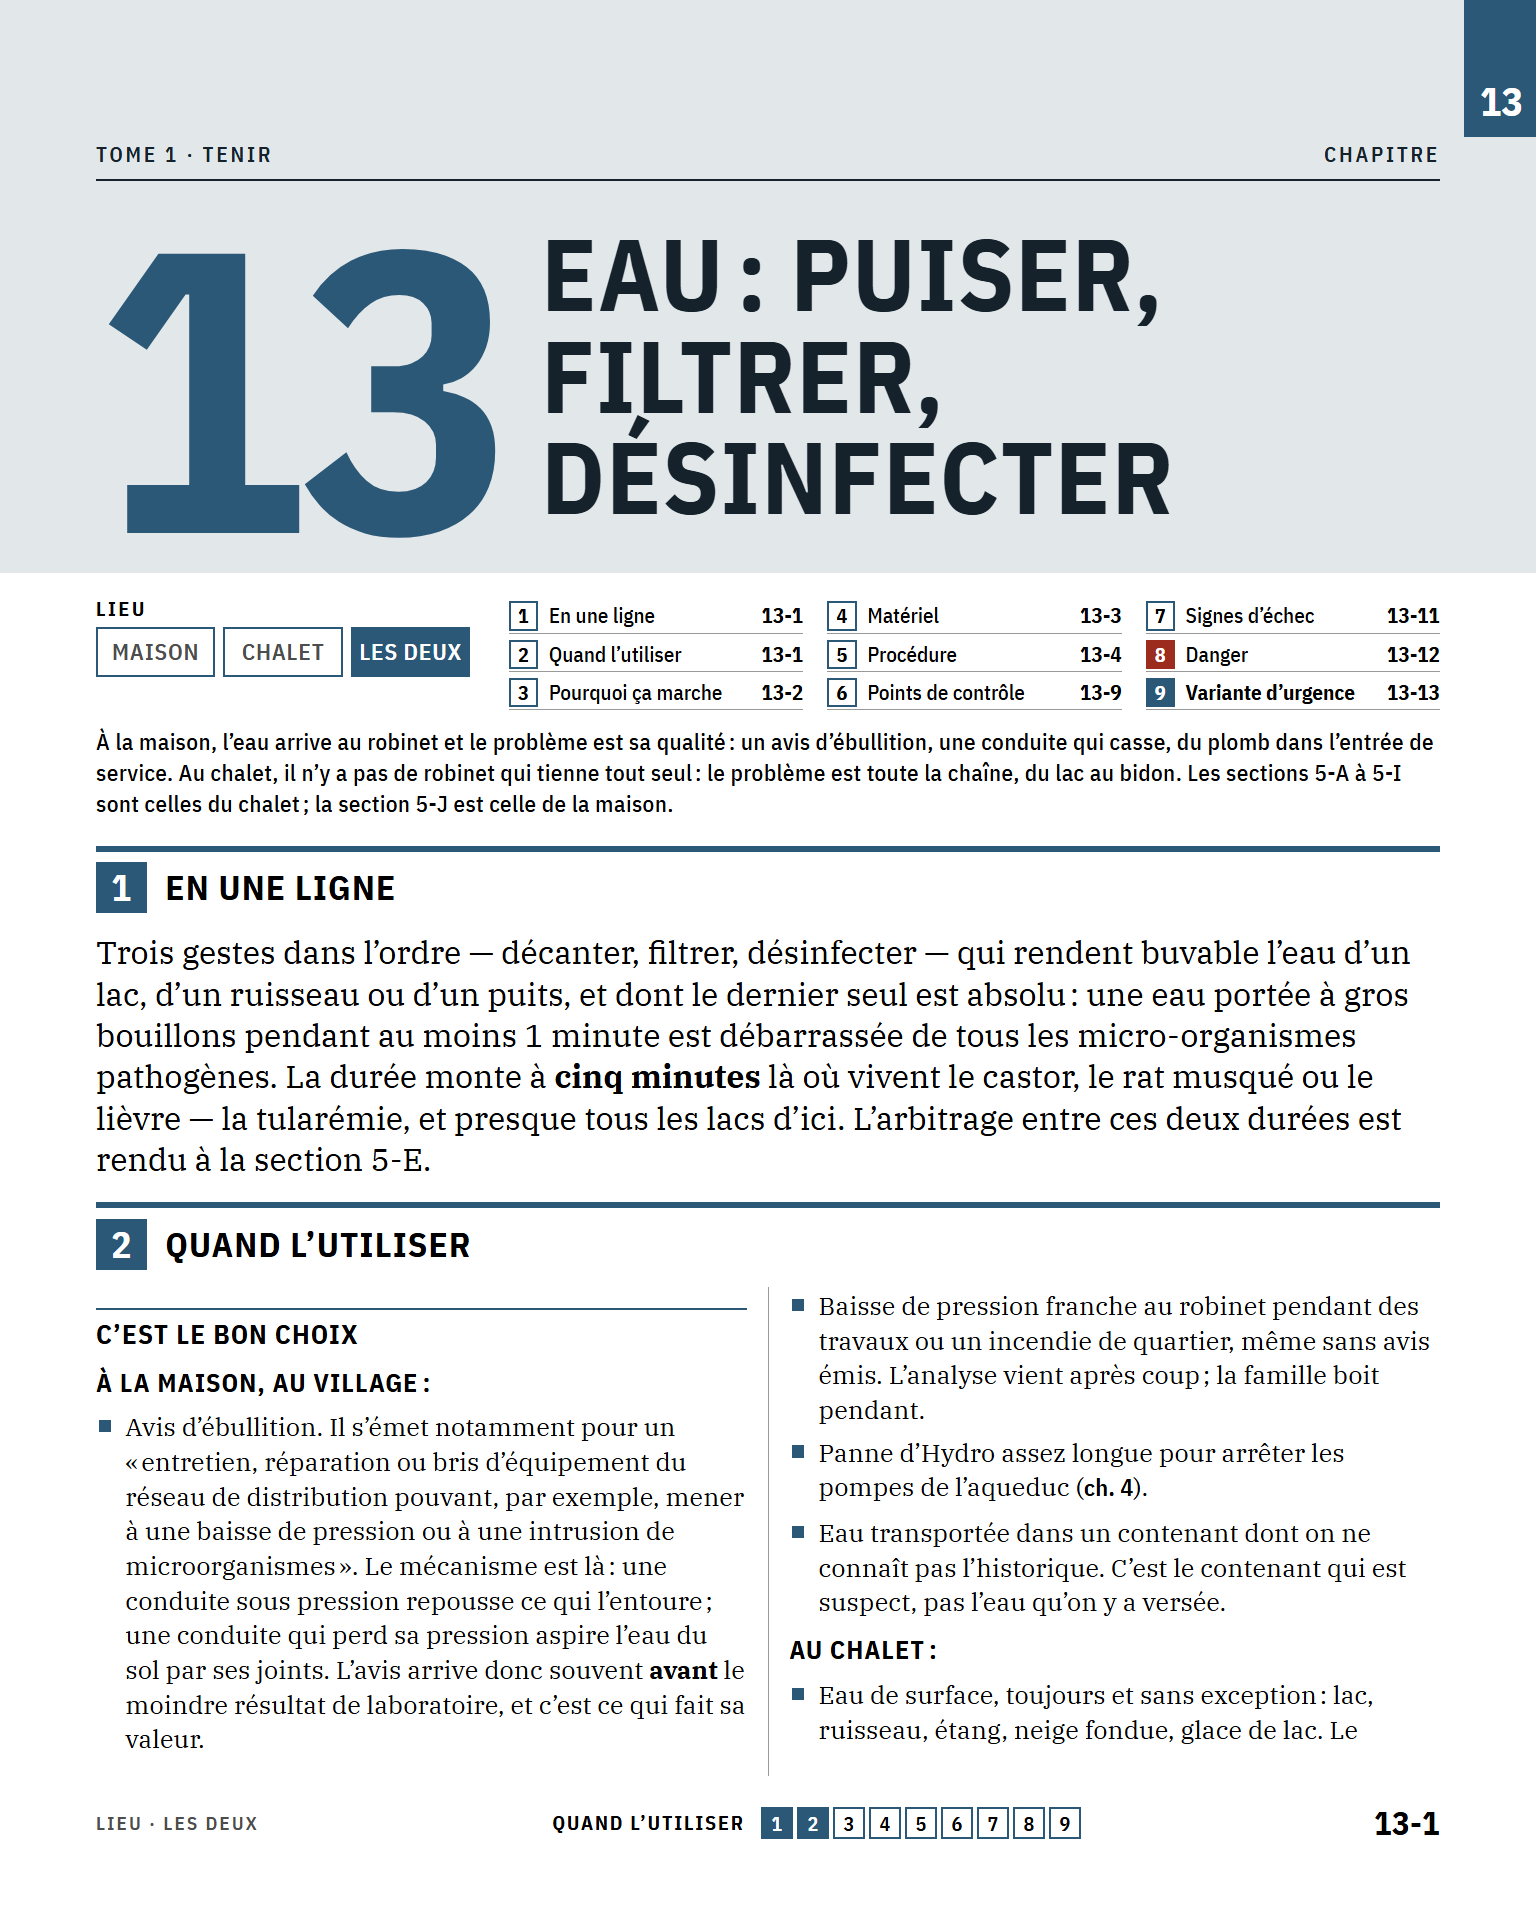 13
TOME 1 · TENIR
CHAPITRE
13
EAU : PUISER,
FILTRER,
DÉSINFECTER
LIEU
MAISON CHALET LES DEUX
1 En une ligne 13-1
2 Quand l’utiliser 13-1
3 Pourquoi ça marche 13-2
4 Matériel 13-3
5 Procédure 13-4
6 Points de contrôle 13-9
7 Signes d’échec 13-11
8 Danger 13-12
9 Variante d’urgence 13-13
À la maison, l’eau arrive au robinet et le problème est sa qualité : un avis d’ébullition, une conduite qui casse, du plomb dans l’entrée de
service. Au chalet, il n’y a pas de robinet qui tienne tout seul : le problème est toute la chaîne, du lac au bidon. Les sections 5-A à 5-I
sont celles du chalet ; la section 5-J est celle de la maison.
1 EN UNE LIGNE
Trois gestes dans l’ordre — décanter, filtrer, désinfecter — qui rendent buvable l’eau d’un
lac, d’un ruisseau ou d’un puits, et dont le dernier seul est absolu : une eau portée à gros
bouillons pendant au moins 1 minute est débarrassée de tous les micro-organismes
pathogènes. La durée monte à cinq minutes là où vivent le castor, le rat musqué ou le
lièvre — la tularémie, et presque tous les lacs d’ici. L’arbitrage entre ces deux durées est
rendu à la section 5-E.
2 QUAND L’UTILISER
C’EST LE BON CHOIX
À LA MAISON, AU VILLAGE :
Avis d’ébullition. Il s’émet notamment pour un
« entretien, réparation ou bris d’équipement du
réseau de distribution pouvant, par exemple, mener
à une baisse de pression ou à une intrusion de
microorganismes ». Le mécanisme est là : une
conduite sous pression repousse ce qui l’entoure ;
une conduite qui perd sa pression aspire l’eau du
sol par ses joints. L’avis arrive donc souvent avant le
moindre résultat de laboratoire, et c’est ce qui fait sa
valeur.
Baisse de pression franche au robinet pendant des
travaux ou un incendie de quartier, même sans avis
émis. L’analyse vient après coup ; la famille boit
pendant.
Panne d’Hydro assez longue pour arrêter les
pompes de l’aqueduc (ch. 4).
Eau transportée dans un contenant dont on ne
connaît pas l’historique. C’est le contenant qui est
suspect, pas l’eau qu’on y a versée.
AU CHALET :
Eau de surface, toujours et sans exception : lac,
ruisseau, étang, neige fondue, glace de lac. Le
LIEU · LES DEUX
QUAND L’UTILISER 1 2 3 4 5 6 7 8 9
13-1